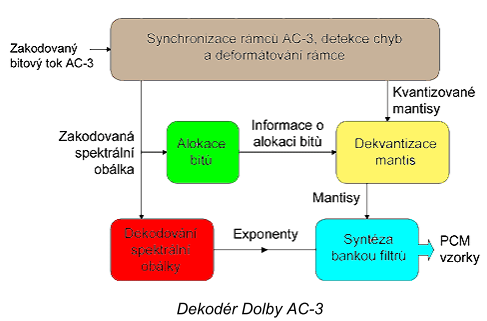 Synchronizace rámců AC-3, detekce chyb
a deformátování rámce
Zakodovaný
bitový tok AC-3
Kvantizované
mantisy
Zakodovaná
spektrální
obálka
Alokace
bitů
Informace o
alokaci bitů
Dekvantizace
mantis
Mantisy
Dekodování
spektrální
obálky
Exponenty
Syntéza
bankou filtrů
PCM
vzorky
Dekodér Dolby AC-3